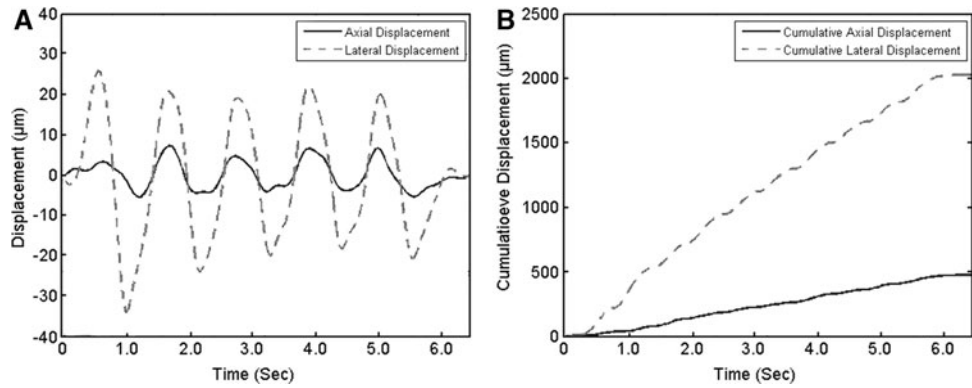 A
Axial Displacement
Lateral Displacement
Displacement (µm)
40
30
20
10
0
-10
-20
-30
-40
0
1.0
2.0
3.0
4.0
5.0
6.0
Time (Sec)
B
Cumulative Axial Displacement
Cumulative Lateral Displacement
Cumulatioeve Displacement (µm)
2500
2000
1500
1000
500
0
0
1.0
2.0
3.0
4.0
5.0
6.0
Time (Sec)